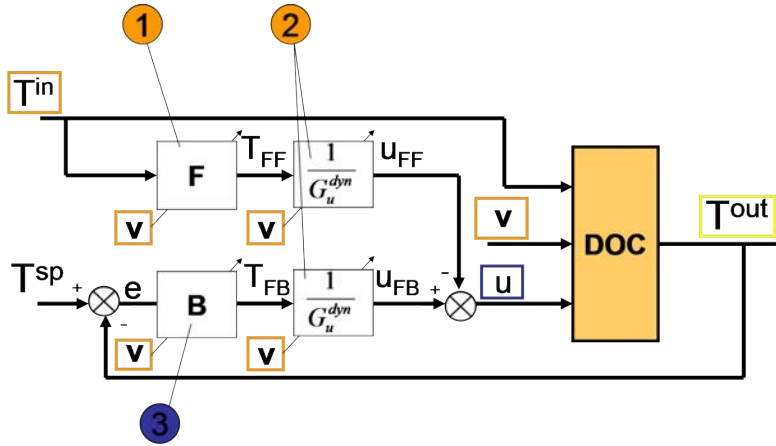 1
2
T^in
T_FF
u_FF
F
1
G_u^dyn
v
v
-
v
T^out
DOC
T^sp
+
e
-
B
T_FB
1
G_u^dyn
u_FB
+
u
v
v
3